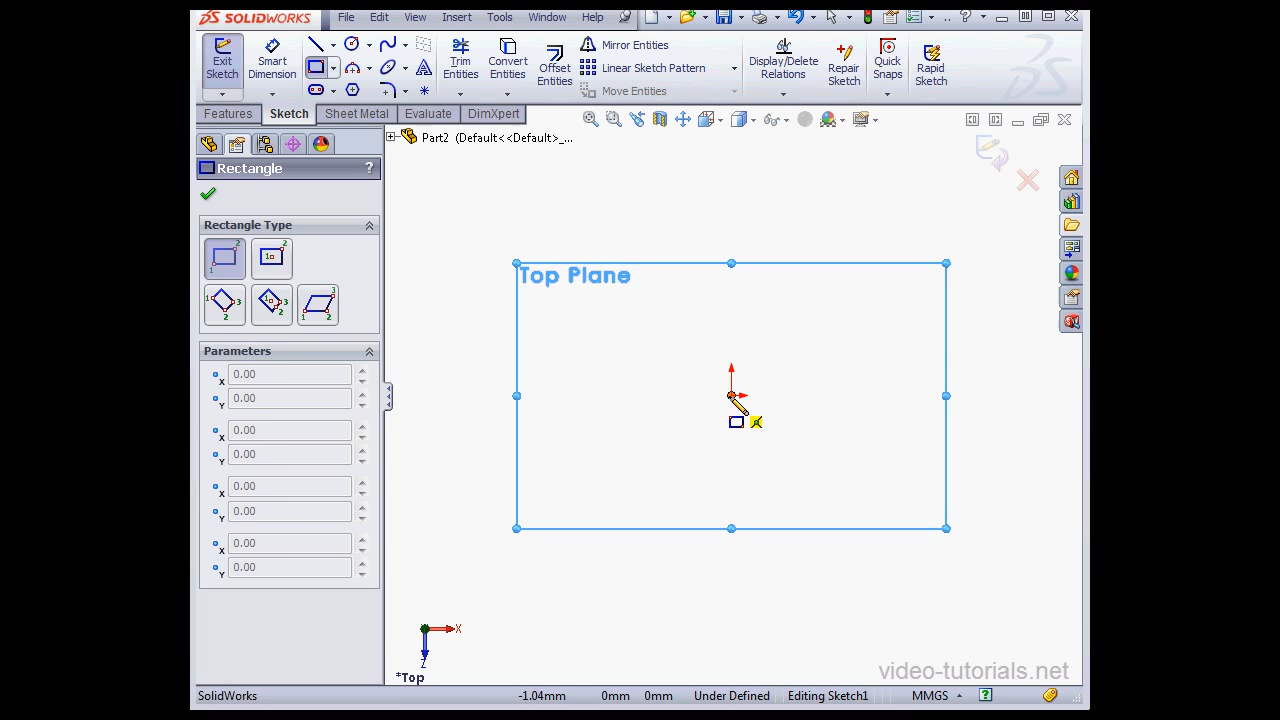 SOLIDWORKS File Edit View Insert Tools Window Help
Exit Sketch
Smart Dimension
Trim Entities
Convert Entities
Offset Entities
Mirror Entities
Linear Sketch Pattern
Move Entities
Display/Delete Relations
Repair Sketch
Quick Snaps
Rapid Sketch
Features Sketch Sheet Metal Evaluate DimXpert
Part2 (Default<<Default>_...
Rectangle ?
Rectangle Type
Top Plane
Parameters
X 0.00
Y 0.00
X 0.00
Y 0.00
X 0.00
Y 0.00
X 0.00
Y 0.00
X
Z
*Top
video-tutorials.net
SolidWorks -1.04mm 0mm 0mm Under Defined Editing Sketch1 MMGS ?